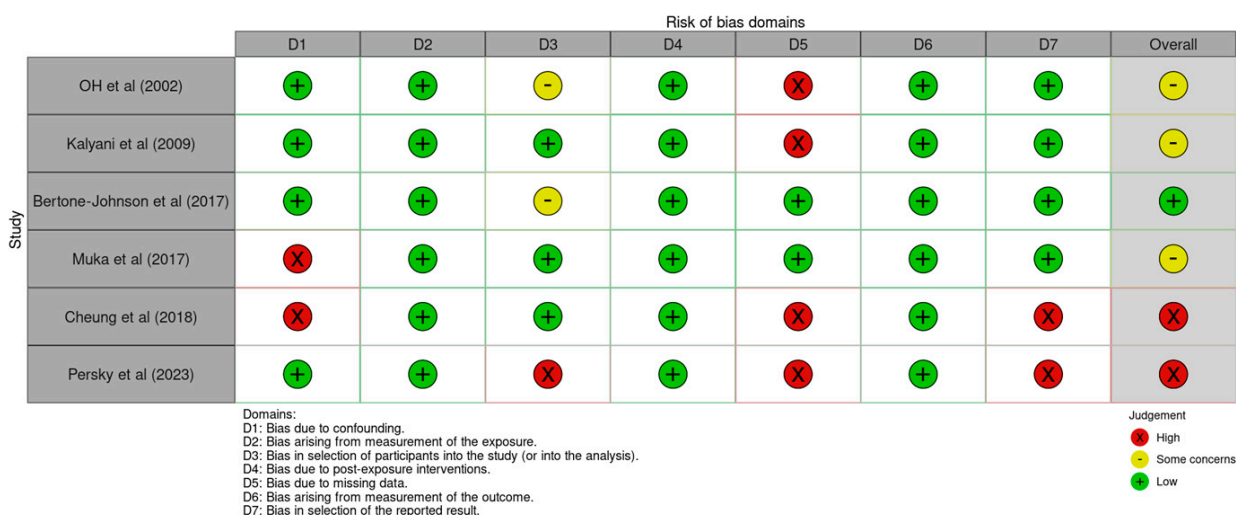 Risk of bias domains
D1 D2 D3 D4 D5 D6 D7 Overall
Study
OH et al (2002) + + - + X + + -
Kalyani et al (2009) + + + + X + + -
Bertone-Johnson et al (2017) + + - + + + + +
Muka et al (2017) X + + + + + + -
Cheung et al (2018) X + + + X + X X
Persky et al (2023) + + X + X + X X
Domains:
D1: Bias due to confounding.
D2: Bias arising from measurement of the exposure.
D3: Bias in selection of participants into the study (or into the analysis).
D4: Bias due to post-exposure interventions.
D5: Bias due to missing data.
D6: Bias arising from measurement of the outcome.
D7: Bias in selection of the reported result.
Judgement
X High
- Some concerns
+ Low